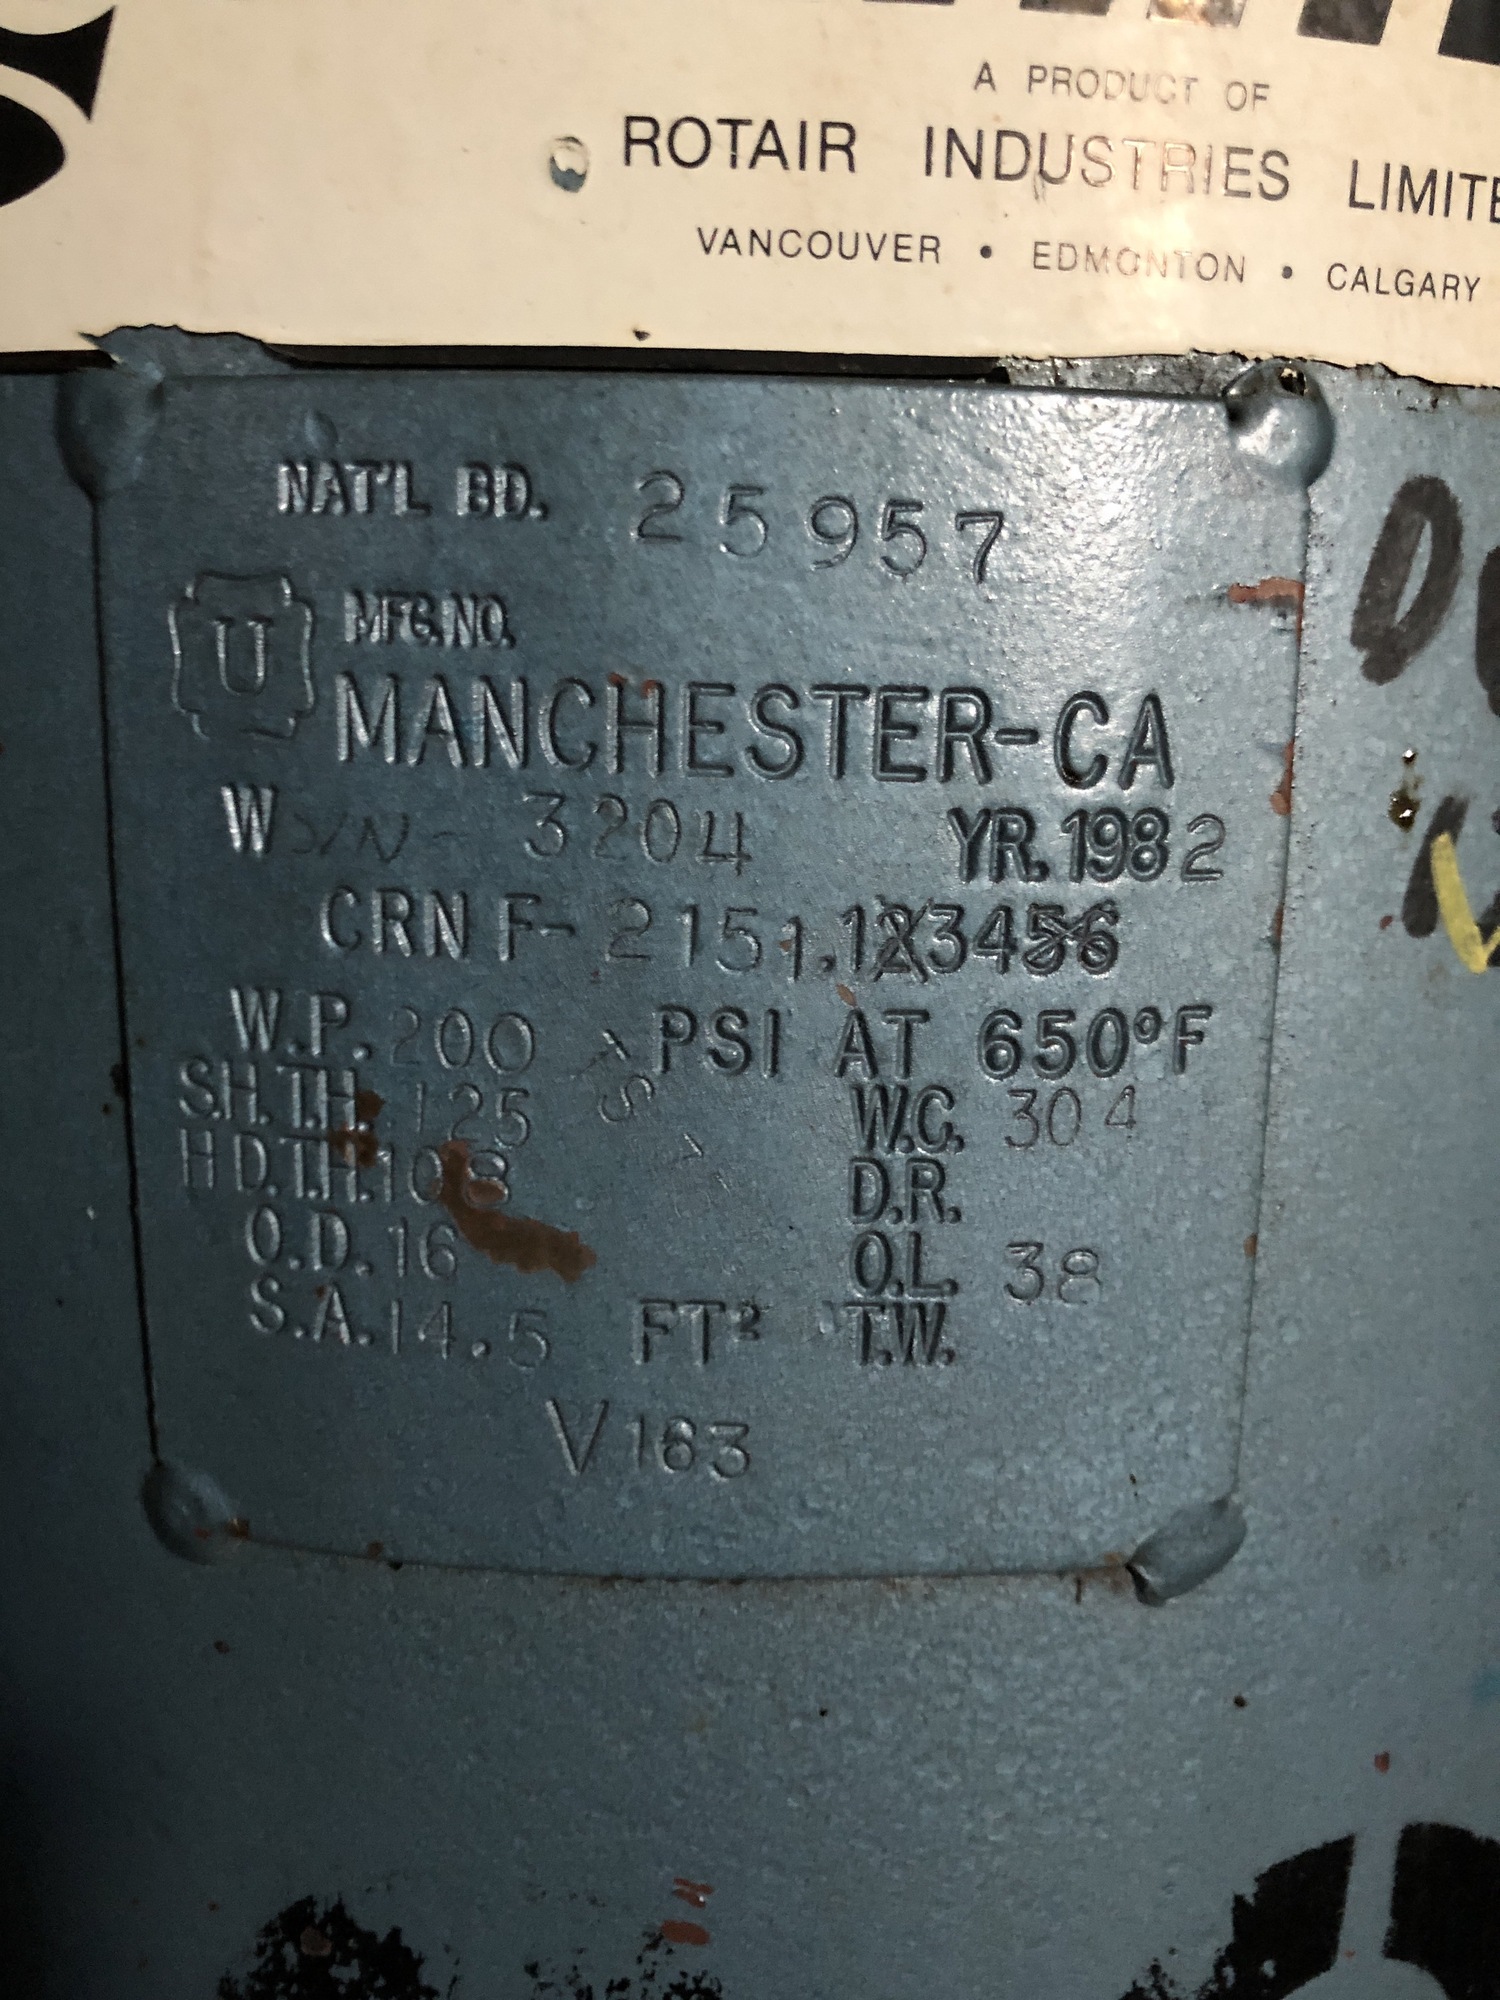 A PRODUCT OF
ROTAIR INDUSTRIES LIMITE
VANCOUVER • EDMONTON • CALGARY
NAT'L BD. 25957
U
MFG. NO.
MANCHESTER-CA
W S/N - 3204 YR. 1982
CRN F- 2151.123456
W.P. 200 PSI AT 650°F
S.H. T.H. 125 W.C. 304
H D. T.H. 108 D.R.
O.D. 16 O.L. 38
S.A. 14.5 FT² T.W.
V163